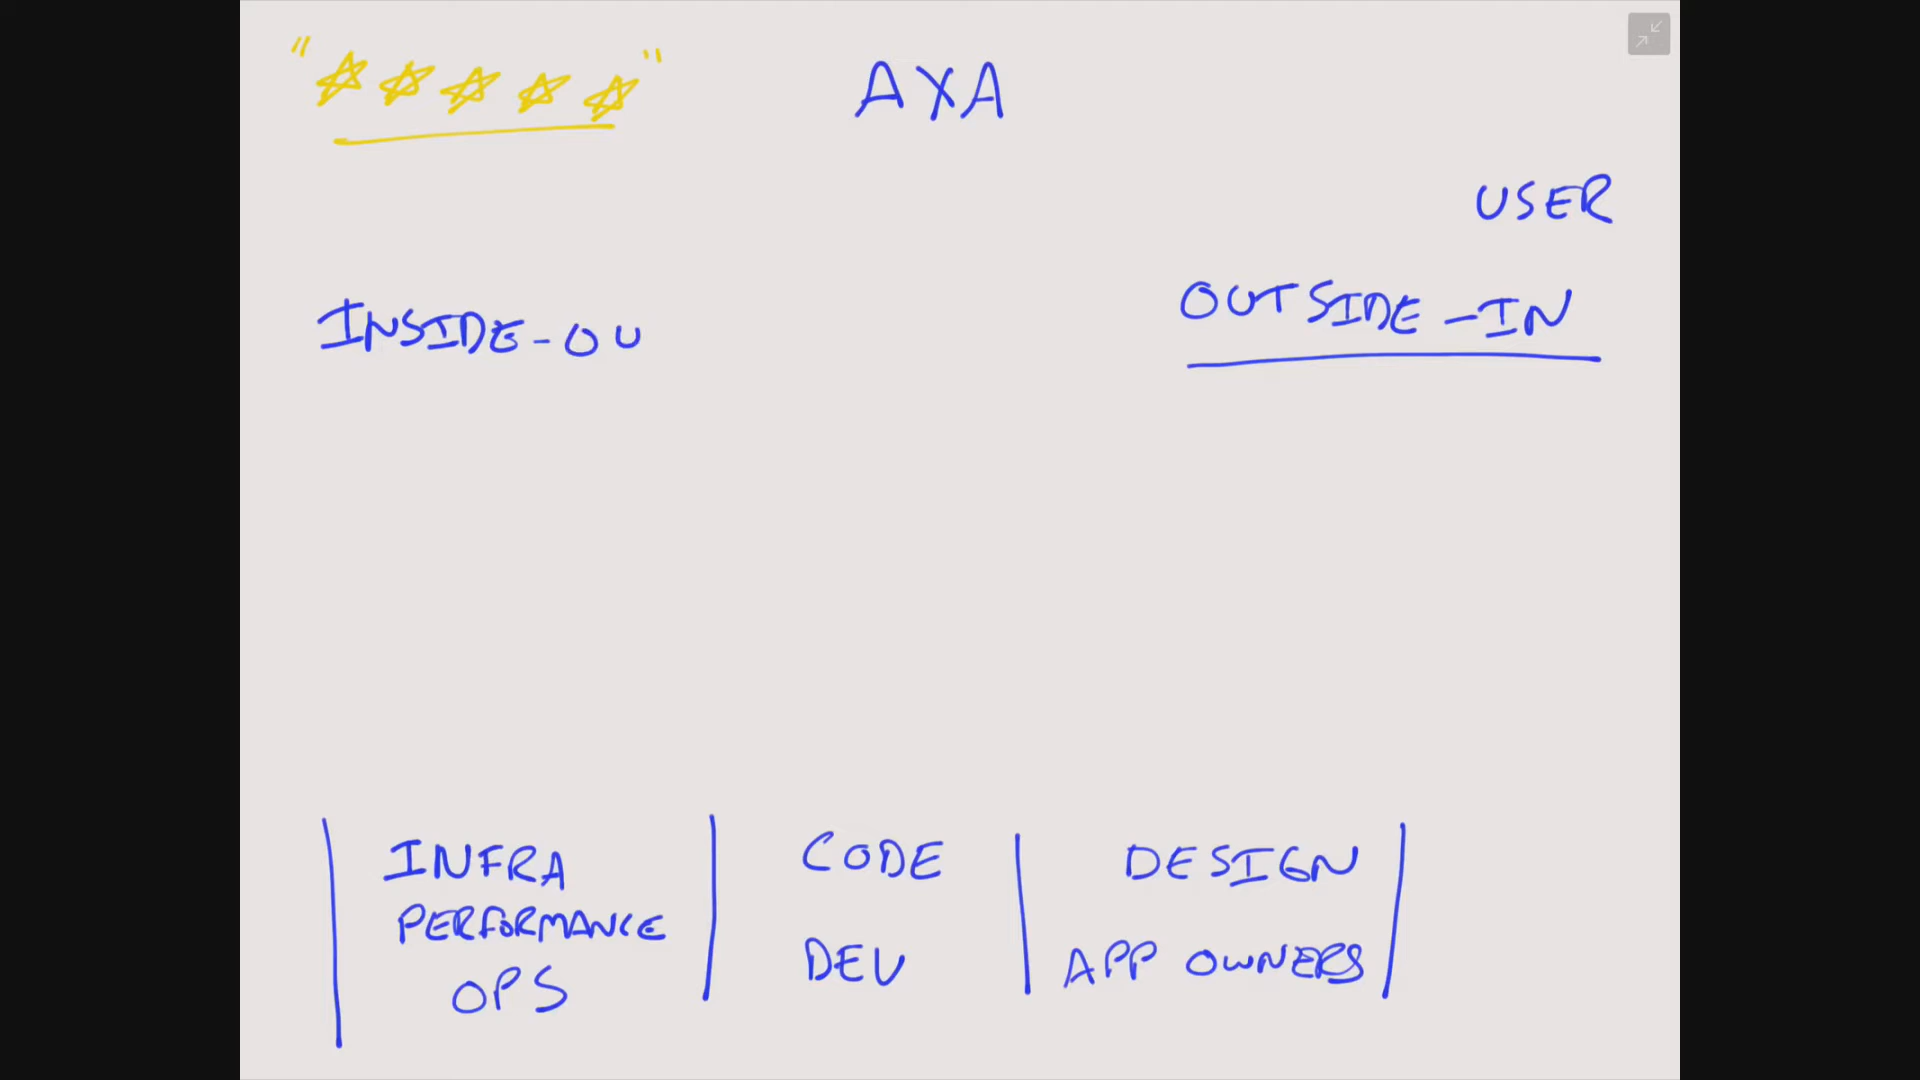 AXA
USER
OUTSIDE-IN
INSIDE-OU
INFRA
PERFORMANCE
OPS
CODE
DEV
DESIGN
APP OWNERS